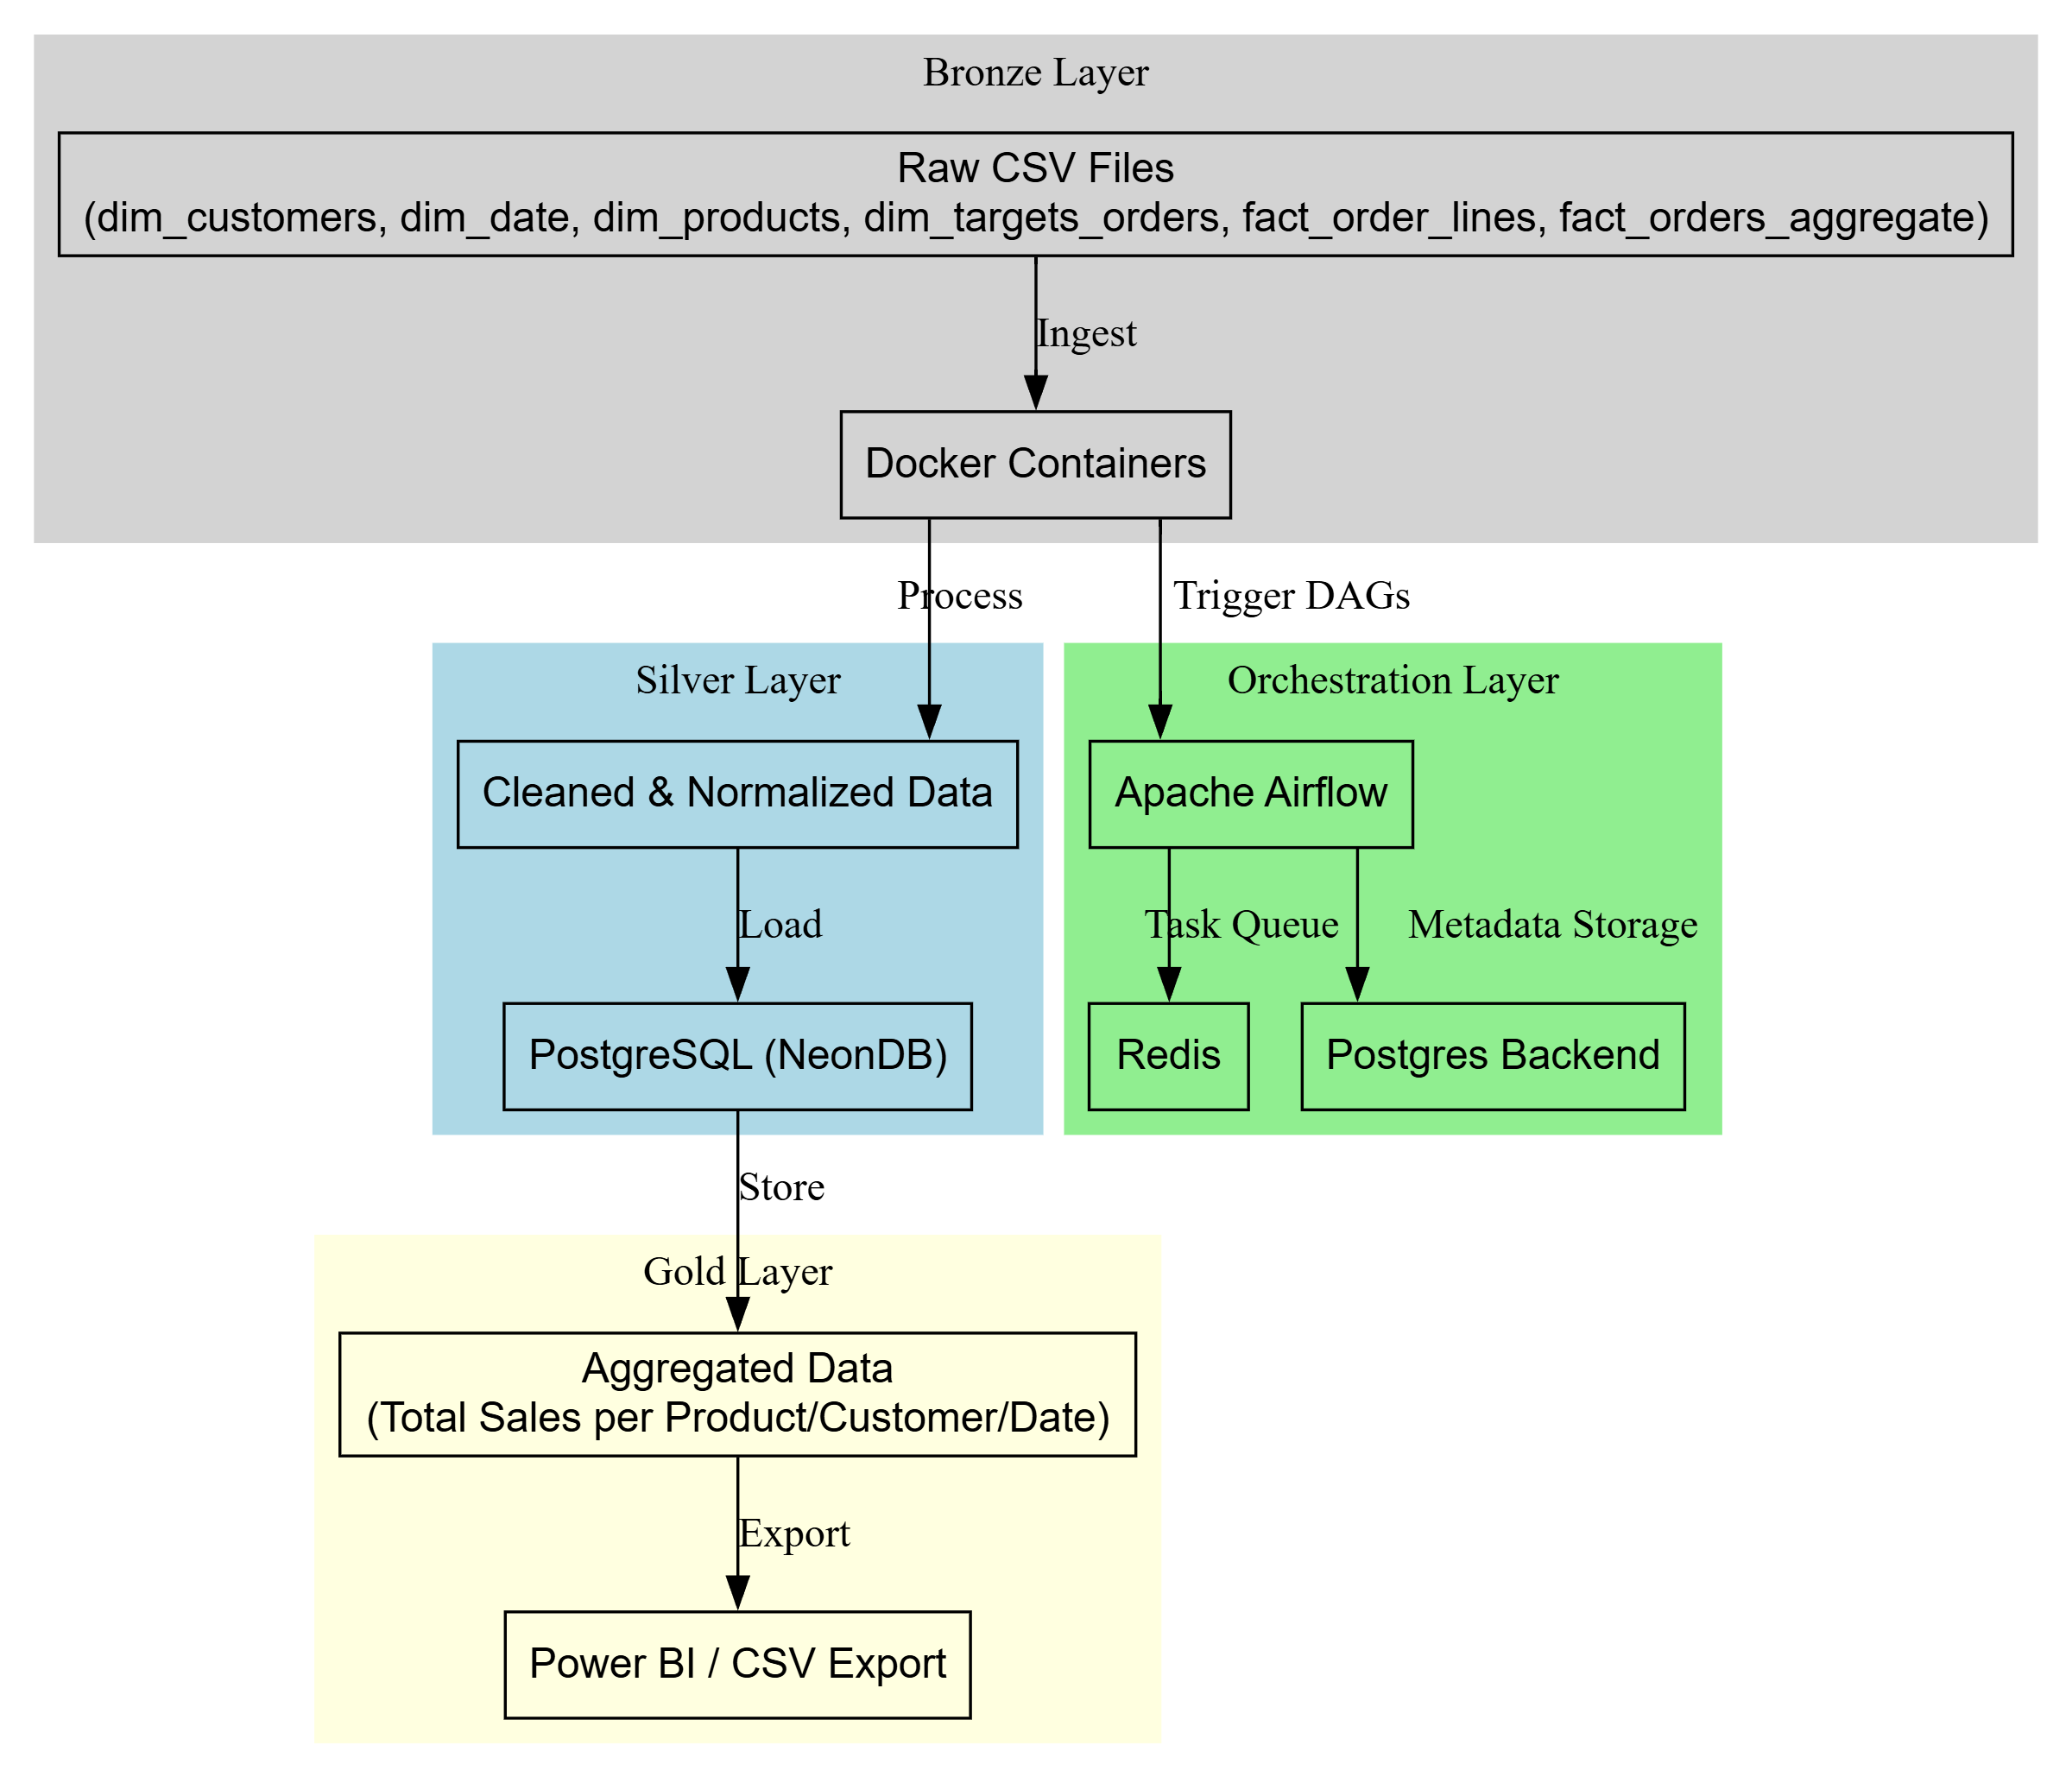 Bronze Layer
Raw CSV Files
(dim_customers, dim_date, dim_products, dim_targets_orders, fact_order_lines, fact_orders_aggregate)
Ingest
Docker Containers
Process
Trigger DAGs
Silver Layer
Orchestration Layer
Cleaned & Normalized Data
Apache Airflow
Load
Task Queue
Metadata Storage
PostgreSQL (NeonDB)
Redis
Postgres Backend
Store
Gold Layer
Aggregated Data
(Total Sales per Product/Customer/Date)
Export
Power BI / CSV Export